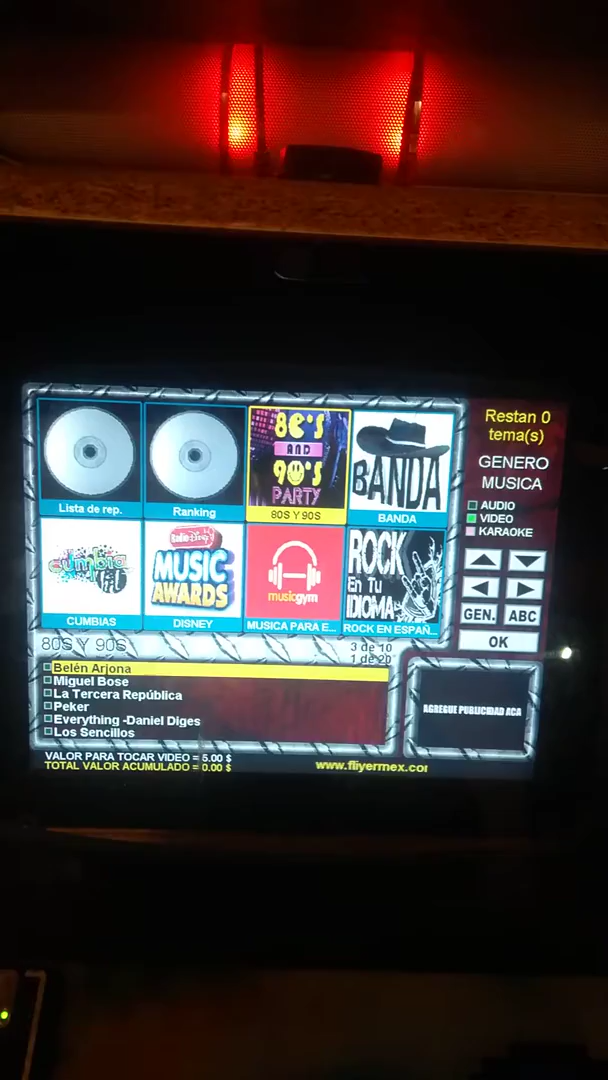 Restan 0
tema(s)
GENERO
MUSICA
AUDIO
VIDEO
KARAOKE
GEN.
ABC
OK
Lista de rep.
Ranking
80'S
AND
90'S
PARTY
80S Y 90S
BANDA
BANDA
cumbia
CUMBIAS
Radio Disney
MUSIC
AWARDS
DISNEY
musicgym
MUSICA PARA E...
ROCK
En Tu
IDIOMA
ROCK EN ESPAÑ...
80S Y 90S
3 de 10
1 de 20
Belén Arjona
Miguel Bose
La Tercera República
Peker
Everything -Daniel Diges
Los Sencillos
AGREGUE PUBLICIDAD ACA
VALOR PARA TOCAR VIDEO = 5.00 $
TOTAL VALOR ACUMULADO = 0.00 $
www.fliyermex.com